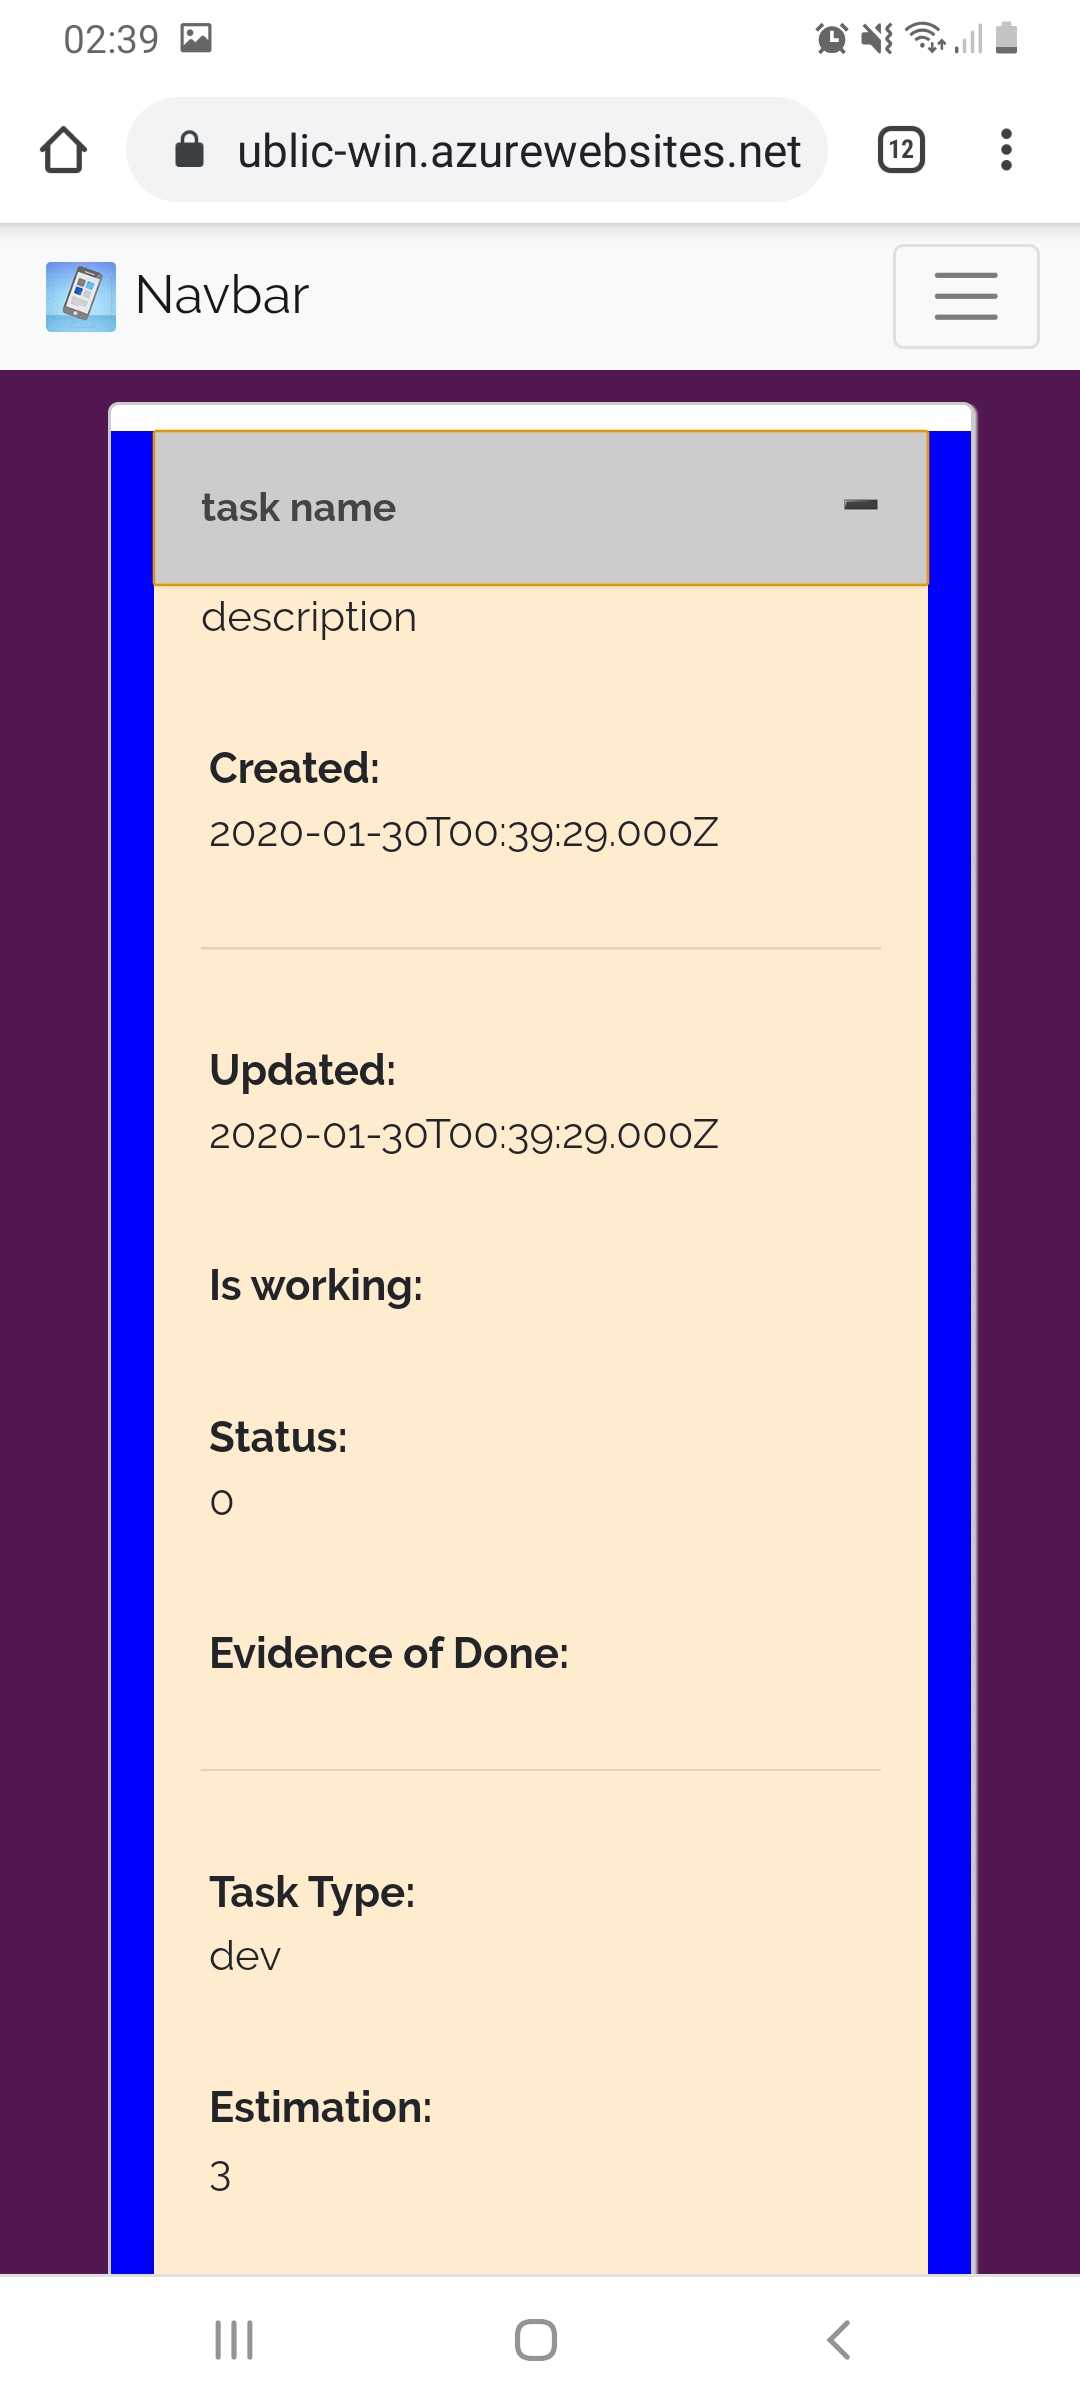 02:39
ublic-win.azurewebsites.net
12
Navbar
task name
description
Created:
2020-01-30T00:39:29.000Z
Updated:
2020-01-30T00:39:29.000Z
Is working:
Status:
0
Evidence of Done:
Task Type:
dev
Estimation:
3